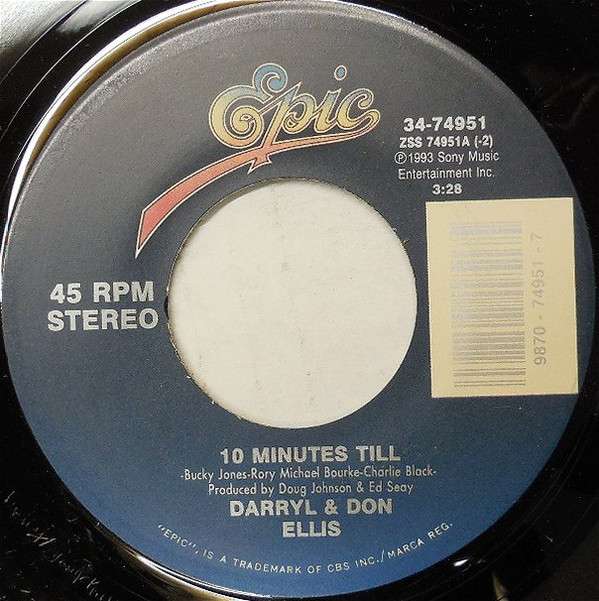 Epic
34-74951
ZSS 74951A (-2)
℗1993 Sony Music
Entertainment Inc.
3:28
45 RPM
STEREO
9870 - 74951 - 7
10 MINUTES TILL
-Bucky Jones-Rory Michael Bourke-Charlie Black-
Produced by Doug Johnson & Ed Seay
DARRYL & DON
ELLIS
"EPIC", IS A TRADEMARK OF CBS INC./MARCA REG.